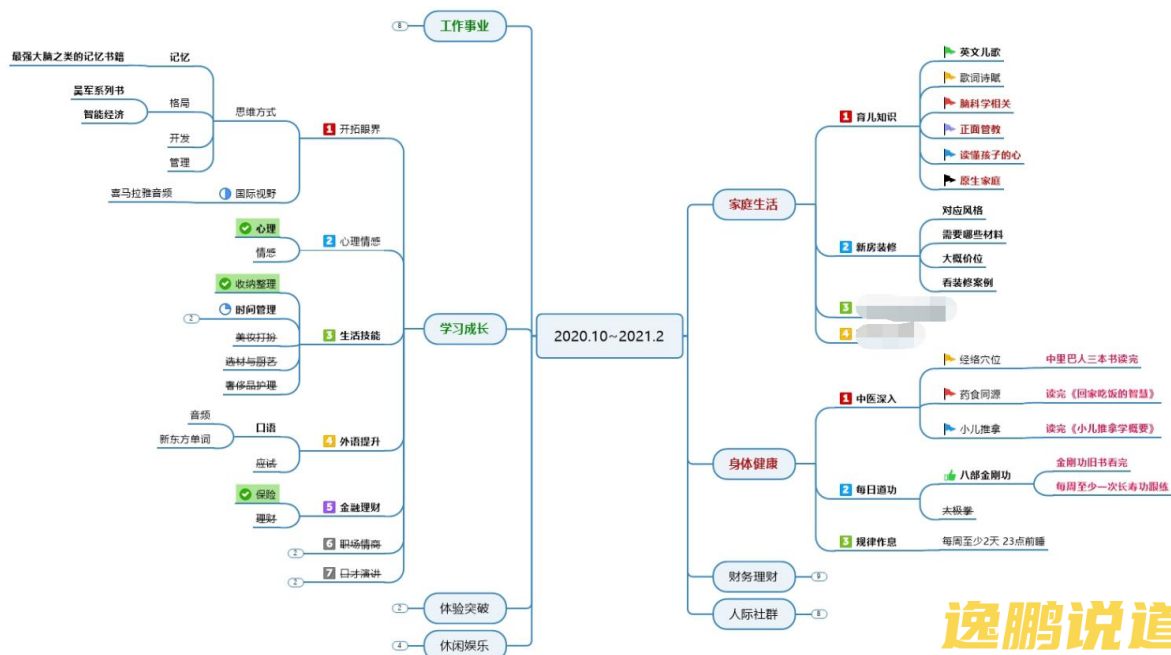 2020.10~2021.2
工作事业
8
学习成长
1 开拓眼界
思维方式
记忆
最强大脑之类的记忆书籍
格局
吴军系列书
智能经济
开发
管理
国际视野
喜马拉雅音频
2 心理情感
心理
情感
3 生活技能
收纳整理
时间管理
2
美妆打扮
选材与厨艺
奢侈品护理
4 外语提升
口语
音频
新东方单词
应试
5 金融理财
保险
理财
6 职场情商
2
7 口才演讲
2
体验突破
2
休闲娱乐
4
家庭生活
1 育儿知识
英文儿歌
歌词诗赋
脑科学相关
正面管教
读懂孩子的心
原生家庭
2 新房装修
对应风格
需要哪些材料
大概价位
看装修案例
3
4
身体健康
1 中医深入
经络穴位
中里巴人三本书读完
药食同源
读完《回家吃饭的智慧》
小儿推拿
读完《小儿推拿学概要》
2 每日道功
八部金刚功
金刚功旧书看完
每周至少一次长寿功跟练
太极拳
3 规律作息
每周至少2天 23点前睡
财务理财
9
人际社群
8
逸鹏说道